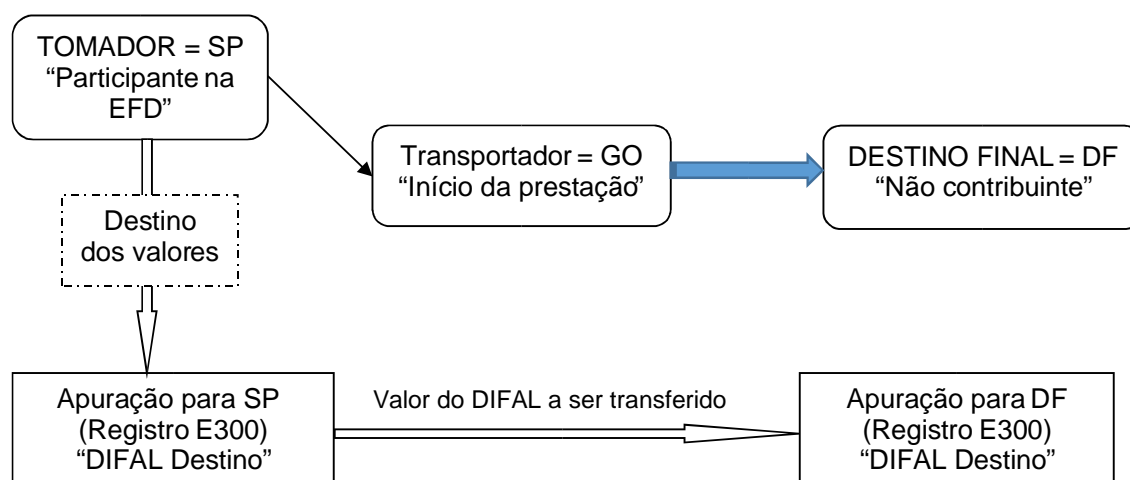 TOMADOR = SP
“Participante na
EFD”
Transportador = GO
“Início da prestação”
DESTINO FINAL = DF
“Não contribuinte”
Destino
dos valores
Apuração para SP
(Registro E300)
“DIFAL Destino”
Valor do DIFAL a ser transferido
Apuração para DF
(Registro E300)
“DIFAL Destino”